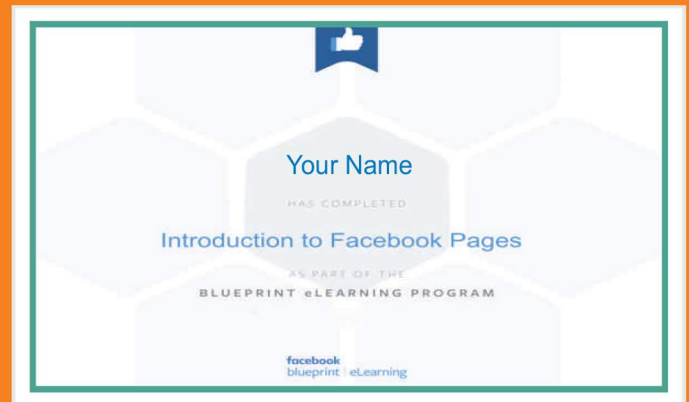 Your Name
HAS COMPLETED
Introduction to Facebook Pages
AS PART OF THE
BLUEPRINT eLEARNING PROGRAM
facebook
blueprint eLearning